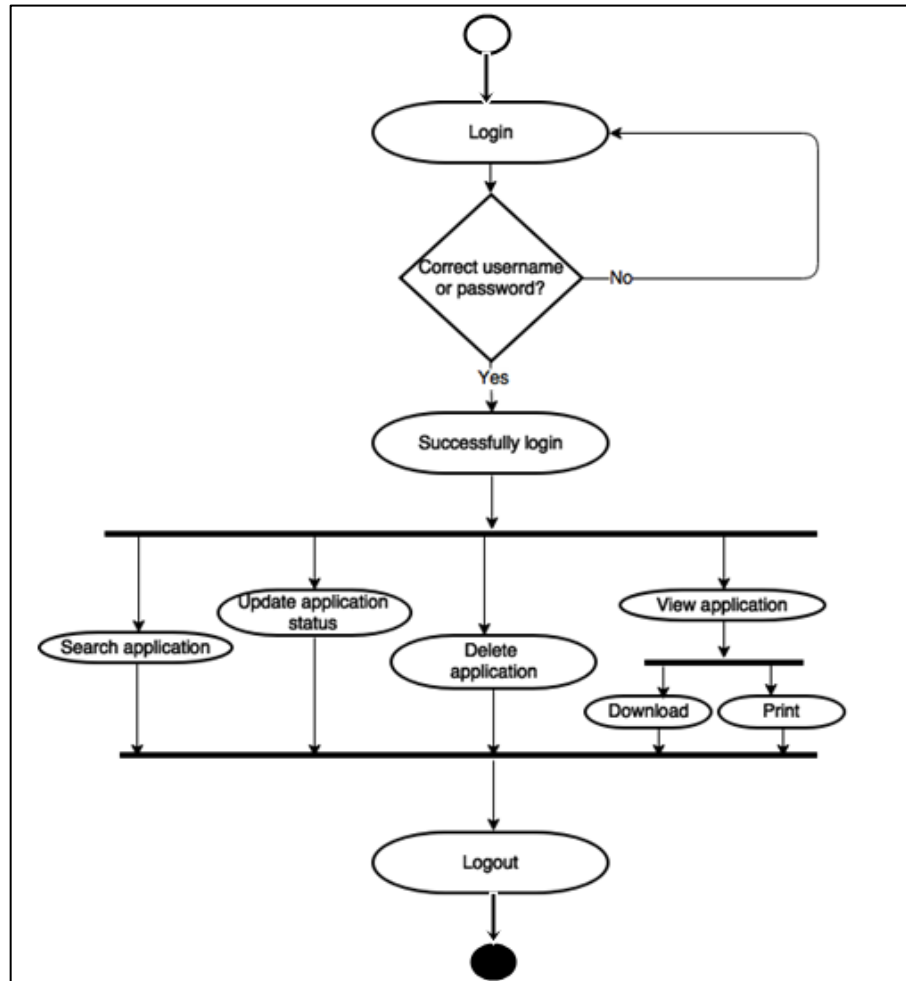 Login
Correct username
or password?
No
Yes
Successfully login
Search application
Update application
status
Delete
application
View application
Download
Print
Logout